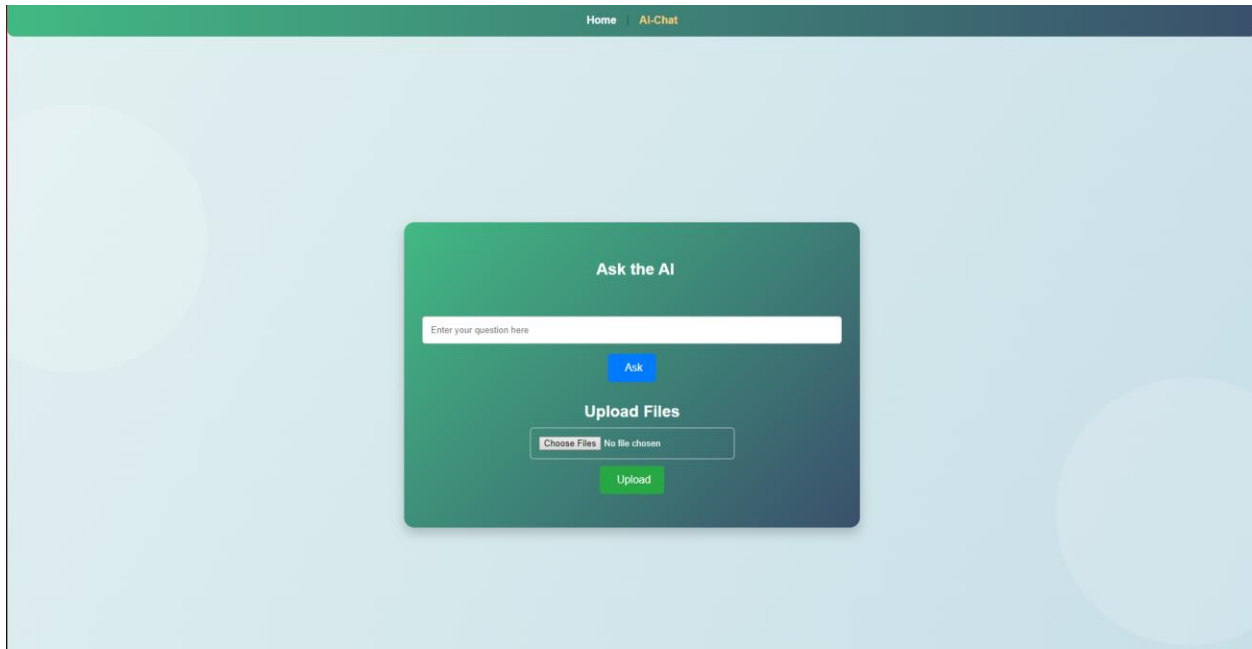 Home | AI-Chat
Ask the AI
Enter your question here
Ask
Upload Files
Choose Files No file chosen
Upload